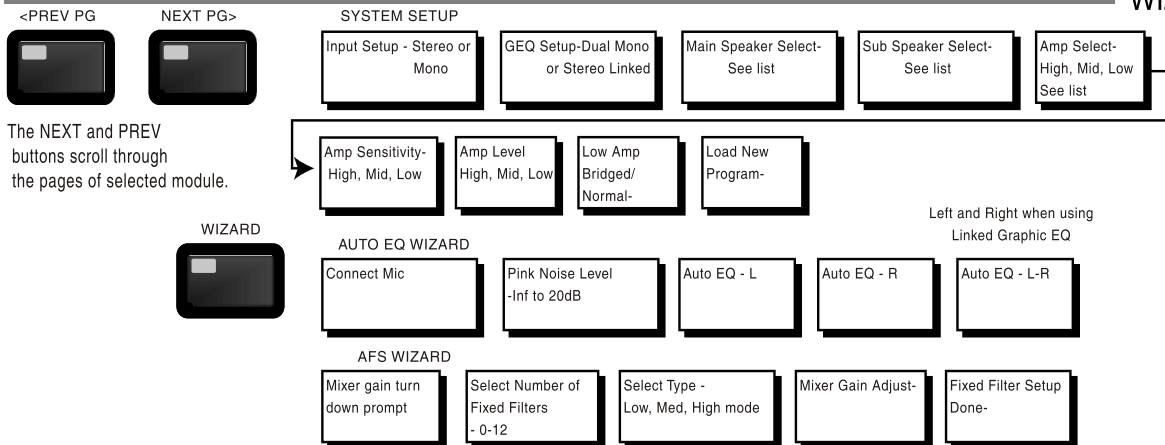 WI
<PREV PG
NEXT PG>
SYSTEM SETUP
Input Setup - Stereo or
Mono
GEQ Setup-Dual Mono
or Stereo Linked
Main Speaker Select-
See list
Sub Speaker Select-
See list
Amp Select-
High, Mid, Low
See list
The NEXT and PREV
buttons scroll through
the pages of selected module.
Amp Sensitivity-
High, Mid, Low
Amp Level
High, Mid, Low
Low Amp
Bridged/
Normal-
Load New
Program-
Left and Right when using
Linked Graphic EQ
WIZARD
AUTO EQ WIZARD
Connect Mic
Pink Noise Level
-Inf to 20dB
Auto EQ - L
Auto EQ - R
Auto EQ - L-R
AFS WIZARD
Mixer gain turn
down prompt
Select Number of
Fixed Filters
- 0-12
Select Type -
Low, Med, High mode
Mixer Gain Adjust-
Fixed Filter Setup
Done-